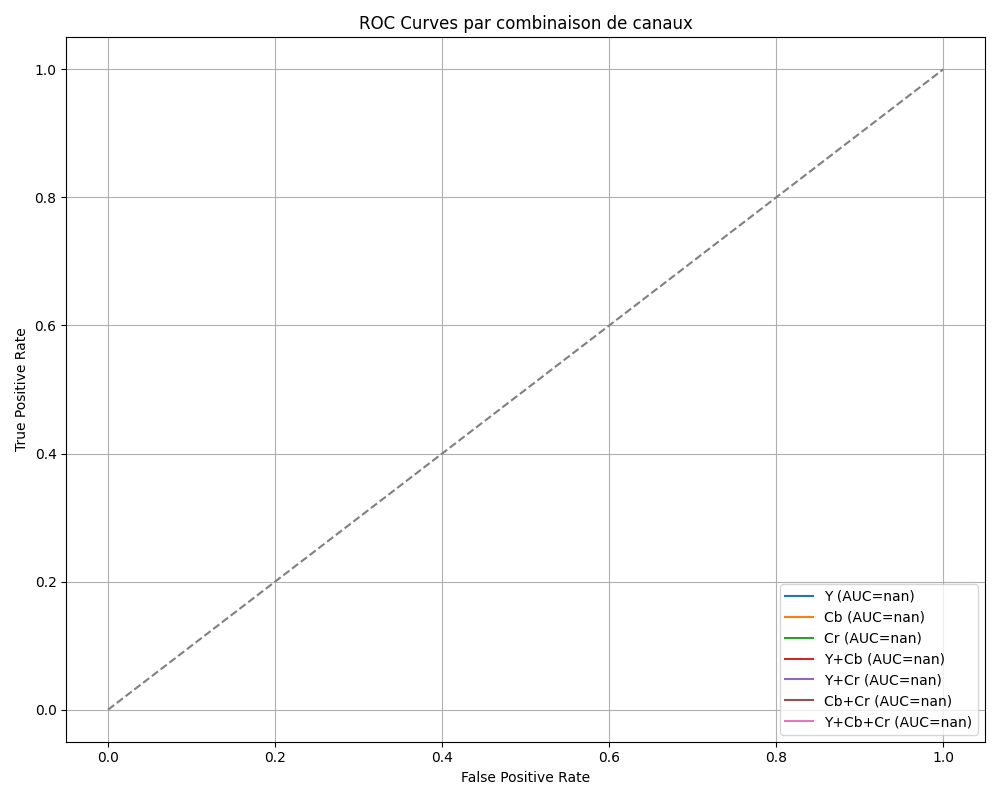 ROC Curves par combinaison de canaux
True Positive Rate
1.0
0.8
0.6
0.4
0.2
0.0
Y (AUC=nan)
Cb (AUC=nan)
Cr (AUC=nan)
Y+Cb (AUC=nan)
Y+Cr (AUC=nan)
Cb+Cr (AUC=nan)
Y+Cb+Cr (AUC=nan)
0.0 0.2 0.4 0.6 0.8 1.0
False Positive Rate